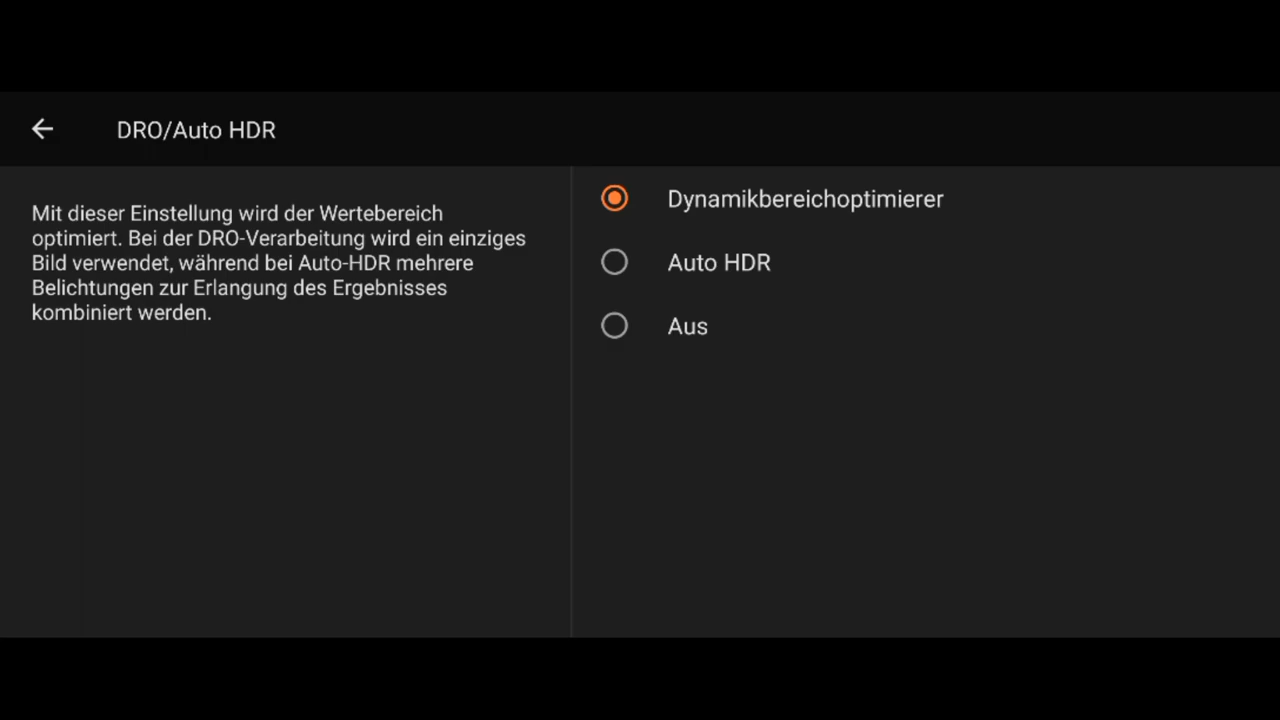 DRO/Auto HDR
Mit dieser Einstellung wird der Wertebereich
optimiert. Bei der DRO-Verarbeitung wird ein einziges
Bild verwendet, während bei Auto-HDR mehrere
Belichtungen zur Erlangung des Ergebnisses
kombiniert werden.
Dynamikbereichoptimierer
Auto HDR
Aus